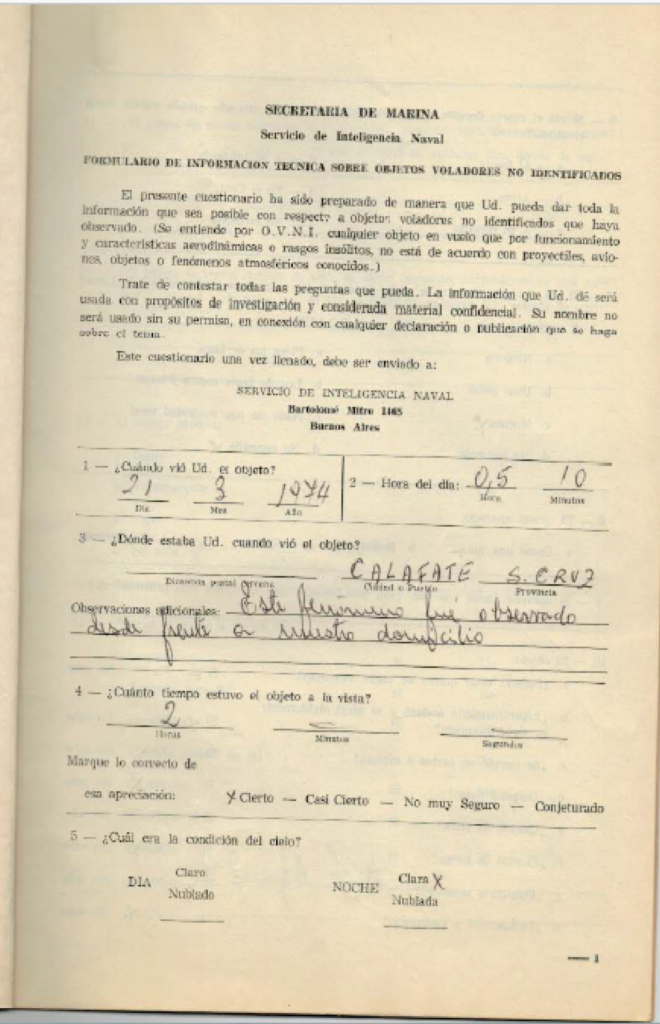 SECRETARIA DE MARINA
Servicio de Inteligencia Naval
FORMULARIO DE INFORMACION TECNICA SOBRE OBJETOS VOLADORES NO IDENTIFICADOS
El presente cuestionario ha sido preparado de manera que Ud. pueda dar toda la
información que sea posible con respecto a objetos voladores no identificados que haya
observado. (Se entiende por O.V.N.I. cualquier objeto en vuelo que por funcionamiento
y características aerodinámicas o rasgos insólitos, no está de acuerdo con proyectiles, avio-
nes, objetos o fenómenos atmosféricos conocidos.)
Trate de contestar todas las preguntas que pueda. La información que Ud. dé será
usada con propósitos de investigación y considerada material confidencial. Su nombre no
será usado sin su permiso, en conexión con cualquier declaración o publicación que se haga
sobre el tema.
Este cuestionario una vez llenado, debe ser enviado a:
SERVICIO DE INTELIGENCIA NAVAL
Bartolomé Mitre 1465
Buenos Aires
1 — ¿Cuándo vió Ud. el objeto?
21 3 1974
Día Mes Año
2 — Hora del día: 0,5 10
Hora Minutos
3 — ¿Dónde estaba Ud. cuando vió el objeto?
CALAFATE S. CRUZ
Dirección postal Ciudad o Pueblo Provincia
Observaciones adicionales: Este fenómeno fué observado
desde frente a nuestro domicilio
4 — ¿Cuánto tiempo estuvo el objeto a la vista?
2 — —
Horas Minutos Segundos
Marque lo correcto de
esa apreciación: X Cierto — Casi Cierto — No muy Seguro — Conjeturado
5 — ¿Cuál era la condición del cielo?
DIA Claro
Nublado
NOCHE Clara X
Nublada
— 1